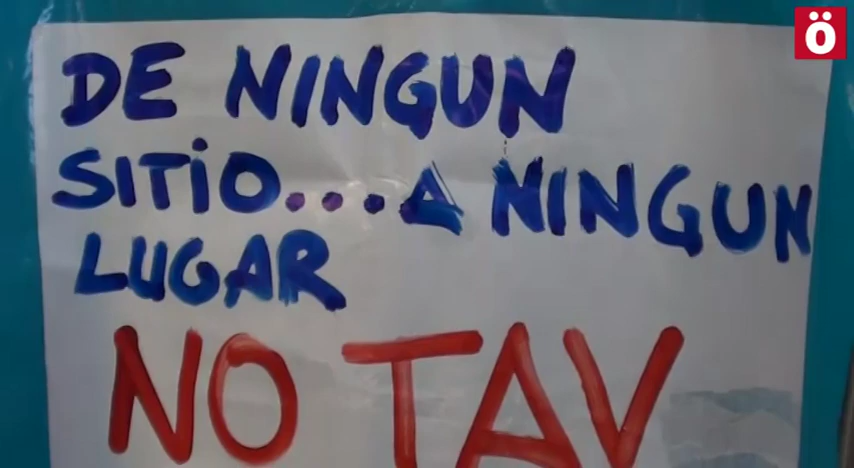 ö
DE NINGUN
SITiO....A NINGUN
LUGAR
NO TAV